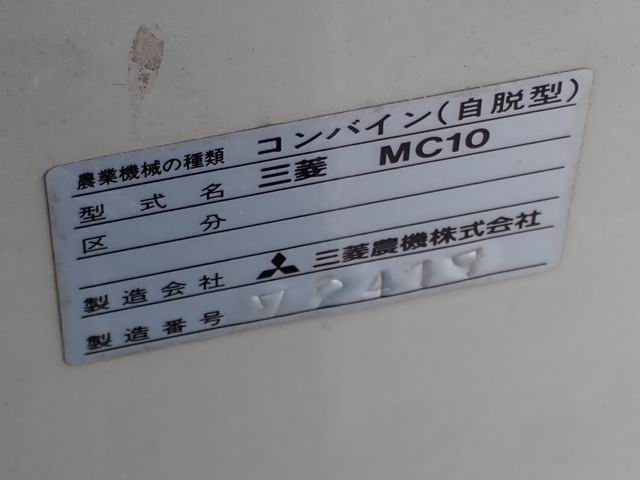 農業機械の種類 コンバイン(自脱型)
型式名 三菱 MC10
区分
製造会社 三菱農機株式会社
製造番号